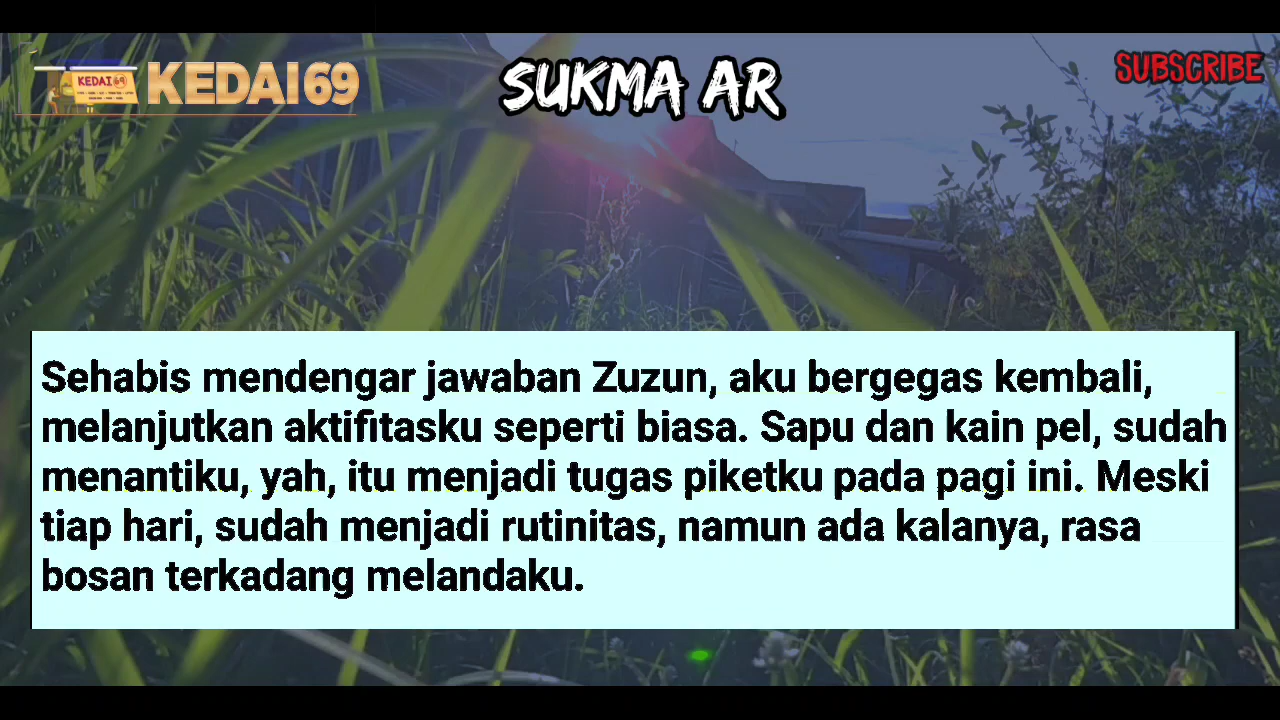 KEDAI69
KEDAI69
SUKMA AR
SUBSCRIBE
Sehabis mendengar jawaban Zuzun, aku bergegas kembali,
melanjutkan aktifitasku seperti biasa. Sapu dan kain pel, sudah
menantiku, yah, itu menjadi tugas piketku pada pagi ini. Meski
tiap hari, sudah menjadi rutinitas, namun ada kalanya, rasa
bosan terkadang melandaku.